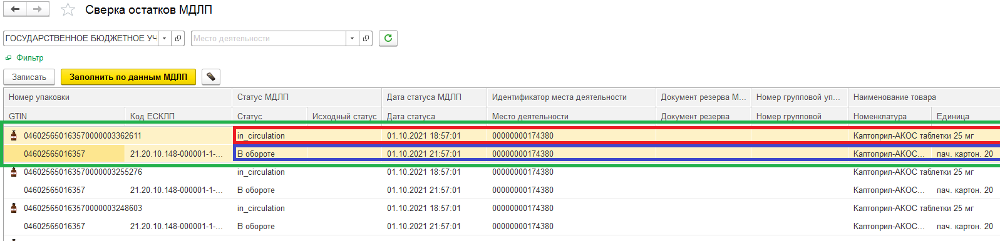 Сверка остатков МДЛП
ГОСУДАРСТВЕННОЕ БЮДЖЕТНОЕ УЧ Место деятельности
Фильтр
Записать Заполнить по данным МДЛП
Номер упаковки Статус МДЛП Дата статуса МДЛП Идентификатор места деятельности Документ резерва М... Номер групповой уп... Наименование товара
GTIN Код ЕСКЛП Статус Исходный статус Дата статуса Место деятельности Документ резерва Номер групповой Номенклатура Единица
046025650163570000003362611 in_circulation 01.10.2021 18:57:01 00000000174380 Каптоприл-АКОС таблетки 25 мг
04602565016357 21.20.10.148-000001-1-... В обороте 01.10.2021 21:57:01 00000000174380 Каптоприл-АКОС... пач. картон. 20
046025650163570000003255276 in_circulation 01.10.2021 18:57:01 00000000174380 Каптоприл-АКОС таблетки 25 мг
04602565016357 21.20.10.148-000001-1-... В обороте 01.10.2021 21:57:01 00000000174380 Каптоприл-АКОС... пач. картон. 20
046025650163570000003248603 in_circulation 01.10.2021 18:57:01 00000000174380 Каптоприл-АКОС таблетки 25 мг
04602565016357 21.20.10.148-000001-1-... В обороте 01.10.2021 21:57:01 00000000174380 Каптоприл-АКОС... пач. картон. 20